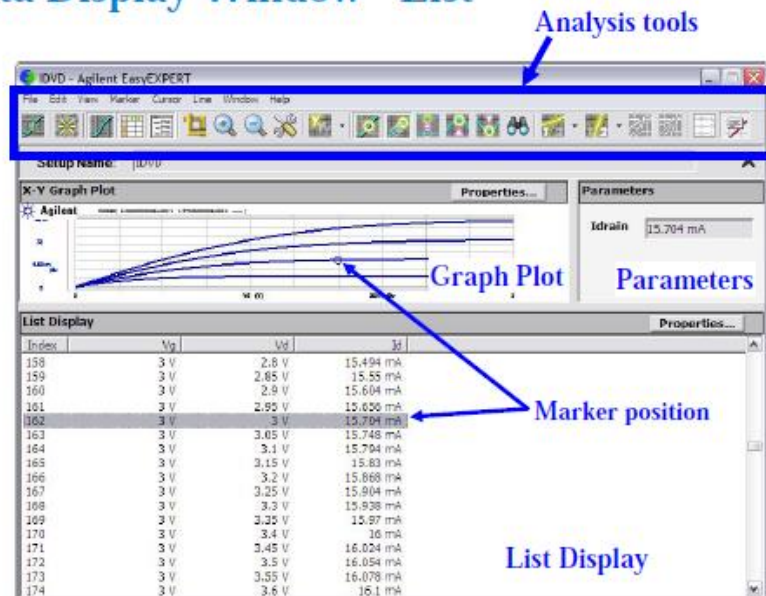 ta Display Window - List
Analysis tools
IDVD - Agilent EasyEXPERT
File Edit View Marker Cursor Line Window Help
Setup Name: IDVD
X-Y Graph Plot Properties... Parameters
Agilent
Idrain 15.704 mA
Graph Plot Parameters
List Display Properties...
Index Vg Vd Id
158 3 V 2.8 V 15.494 mA
159 3 V 2.85 V 15.55 mA
160 3 V 2.9 V 15.604 mA
161 3 V 2.95 V 15.656 mA
162 3 V 3 V 15.704 mA
Marker position
163 3 V 3.05 V 15.748 mA
164 3 V 3.1 V 15.794 mA
165 3 V 3.15 V 15.83 mA
166 3 V 3.2 V 15.868 mA
167 3 V 3.25 V 15.904 mA
168 3 V 3.3 V 15.938 mA
169 3 V 3.35 V 15.97 mA
170 3 V 3.4 V 16 mA
171 3 V 3.45 V 16.024 mA
172 3 V 3.5 V 16.054 mA
List Display
173 3 V 3.55 V 16.078 mA
174 3 V 3.6 V 16.1 mA